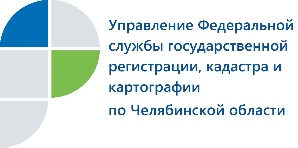 Управление Федеральной
службы государственной
регистрации, кадастра и
картографии
по Челябинской области